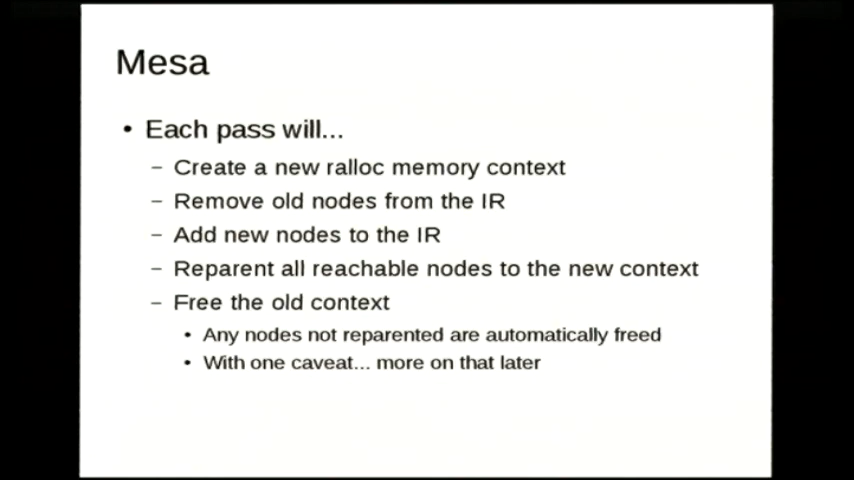 Mesa
• Each pass will...
– Create a new ralloc memory context
– Remove old nodes from the IR
– Add new nodes to the IR
– Reparent all reachable nodes to the new context
– Free the old context
• Any nodes not reparented are automatically freed
• With one caveat... more on that later